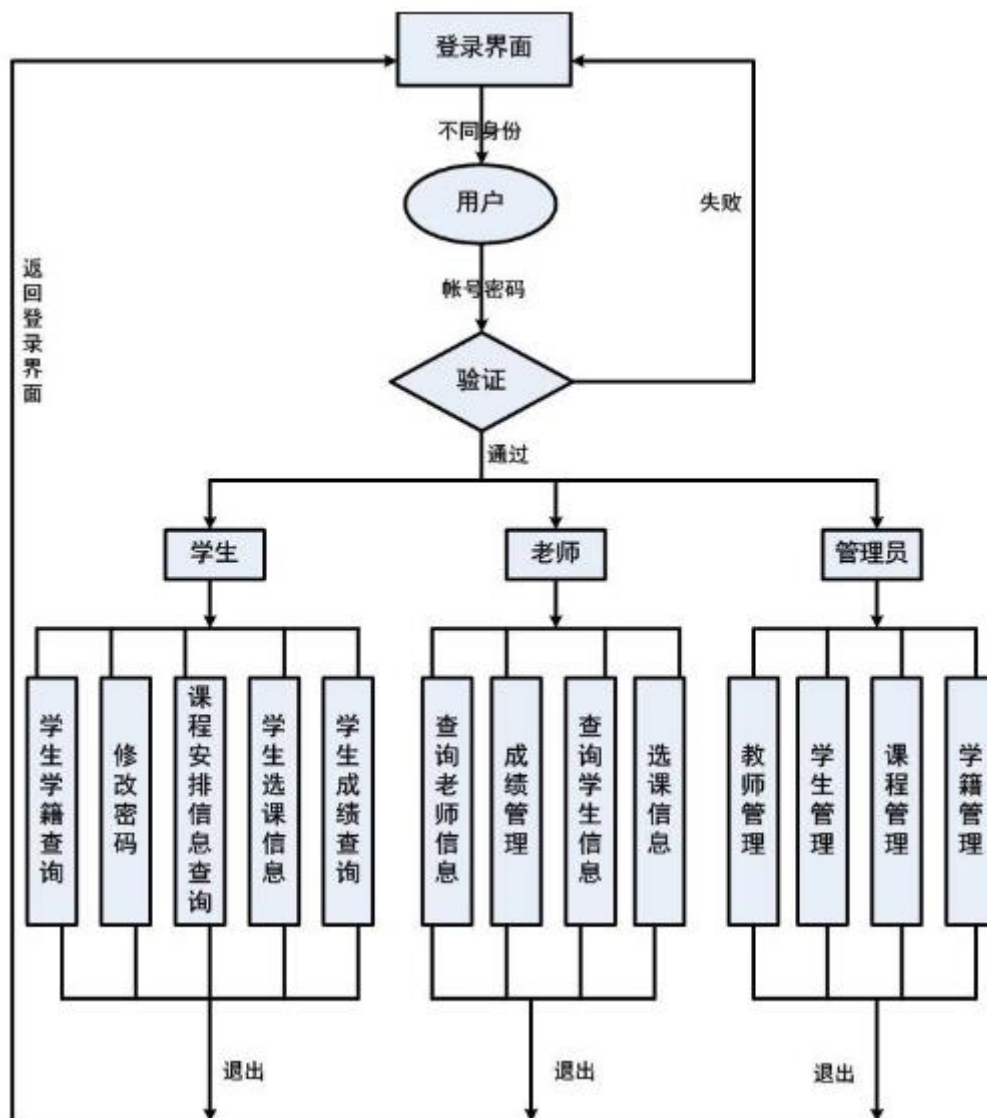 登录界面
不同身份
用户
失败
返回登录界面
帐号密码
验证
通过
学生
老师
管理员
学生学籍查询
修改密码
课程安排信息查询
学生选课信息
学生成绩查询
查询老师信息
成绩管理
查询学生信息
选课信息
教师管理
学生管理
课程管理
学籍管理
退出
退出
退出